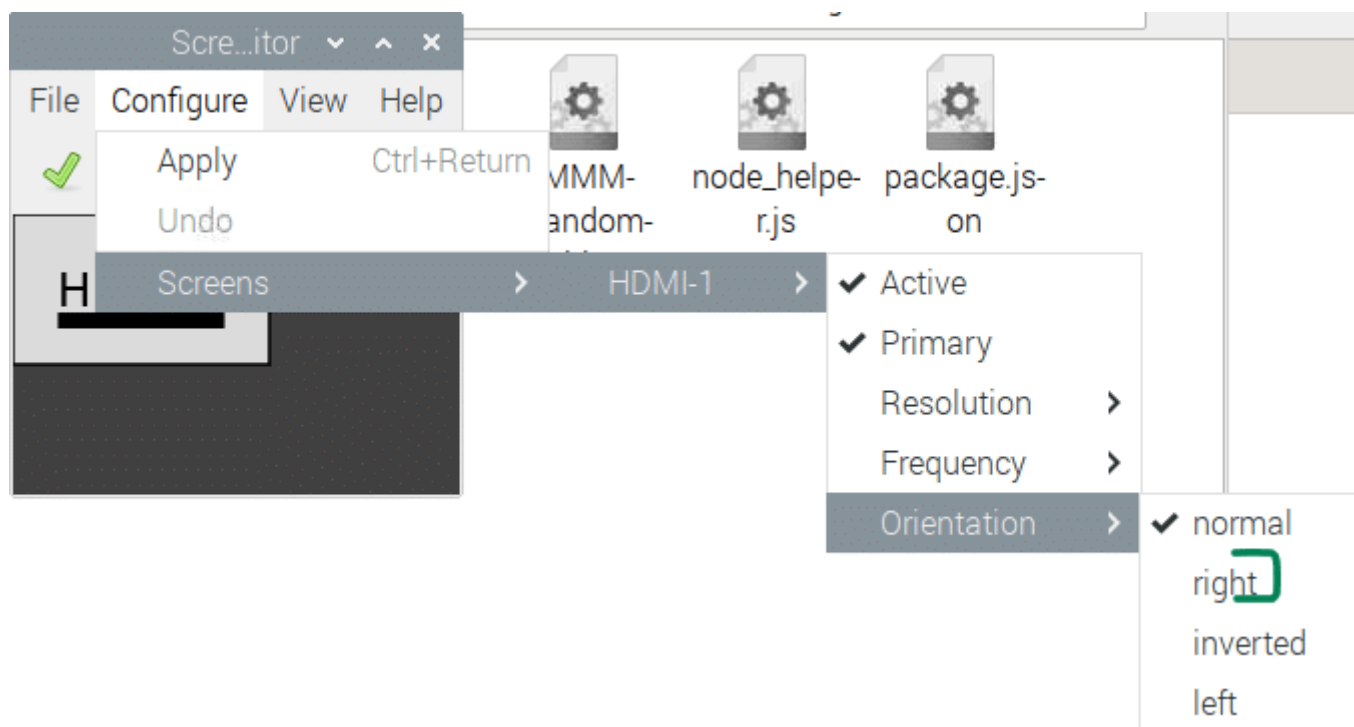 Scre...itor
File Configure View Help
Apply Ctrl+Return
Undo
Screens
HDMI-1
H
MMM-
andom-
node_helpe-
r.js
package.js-
on
Active
Primary
Resolution
Frequency
Orientation
normal
right
inverted
left